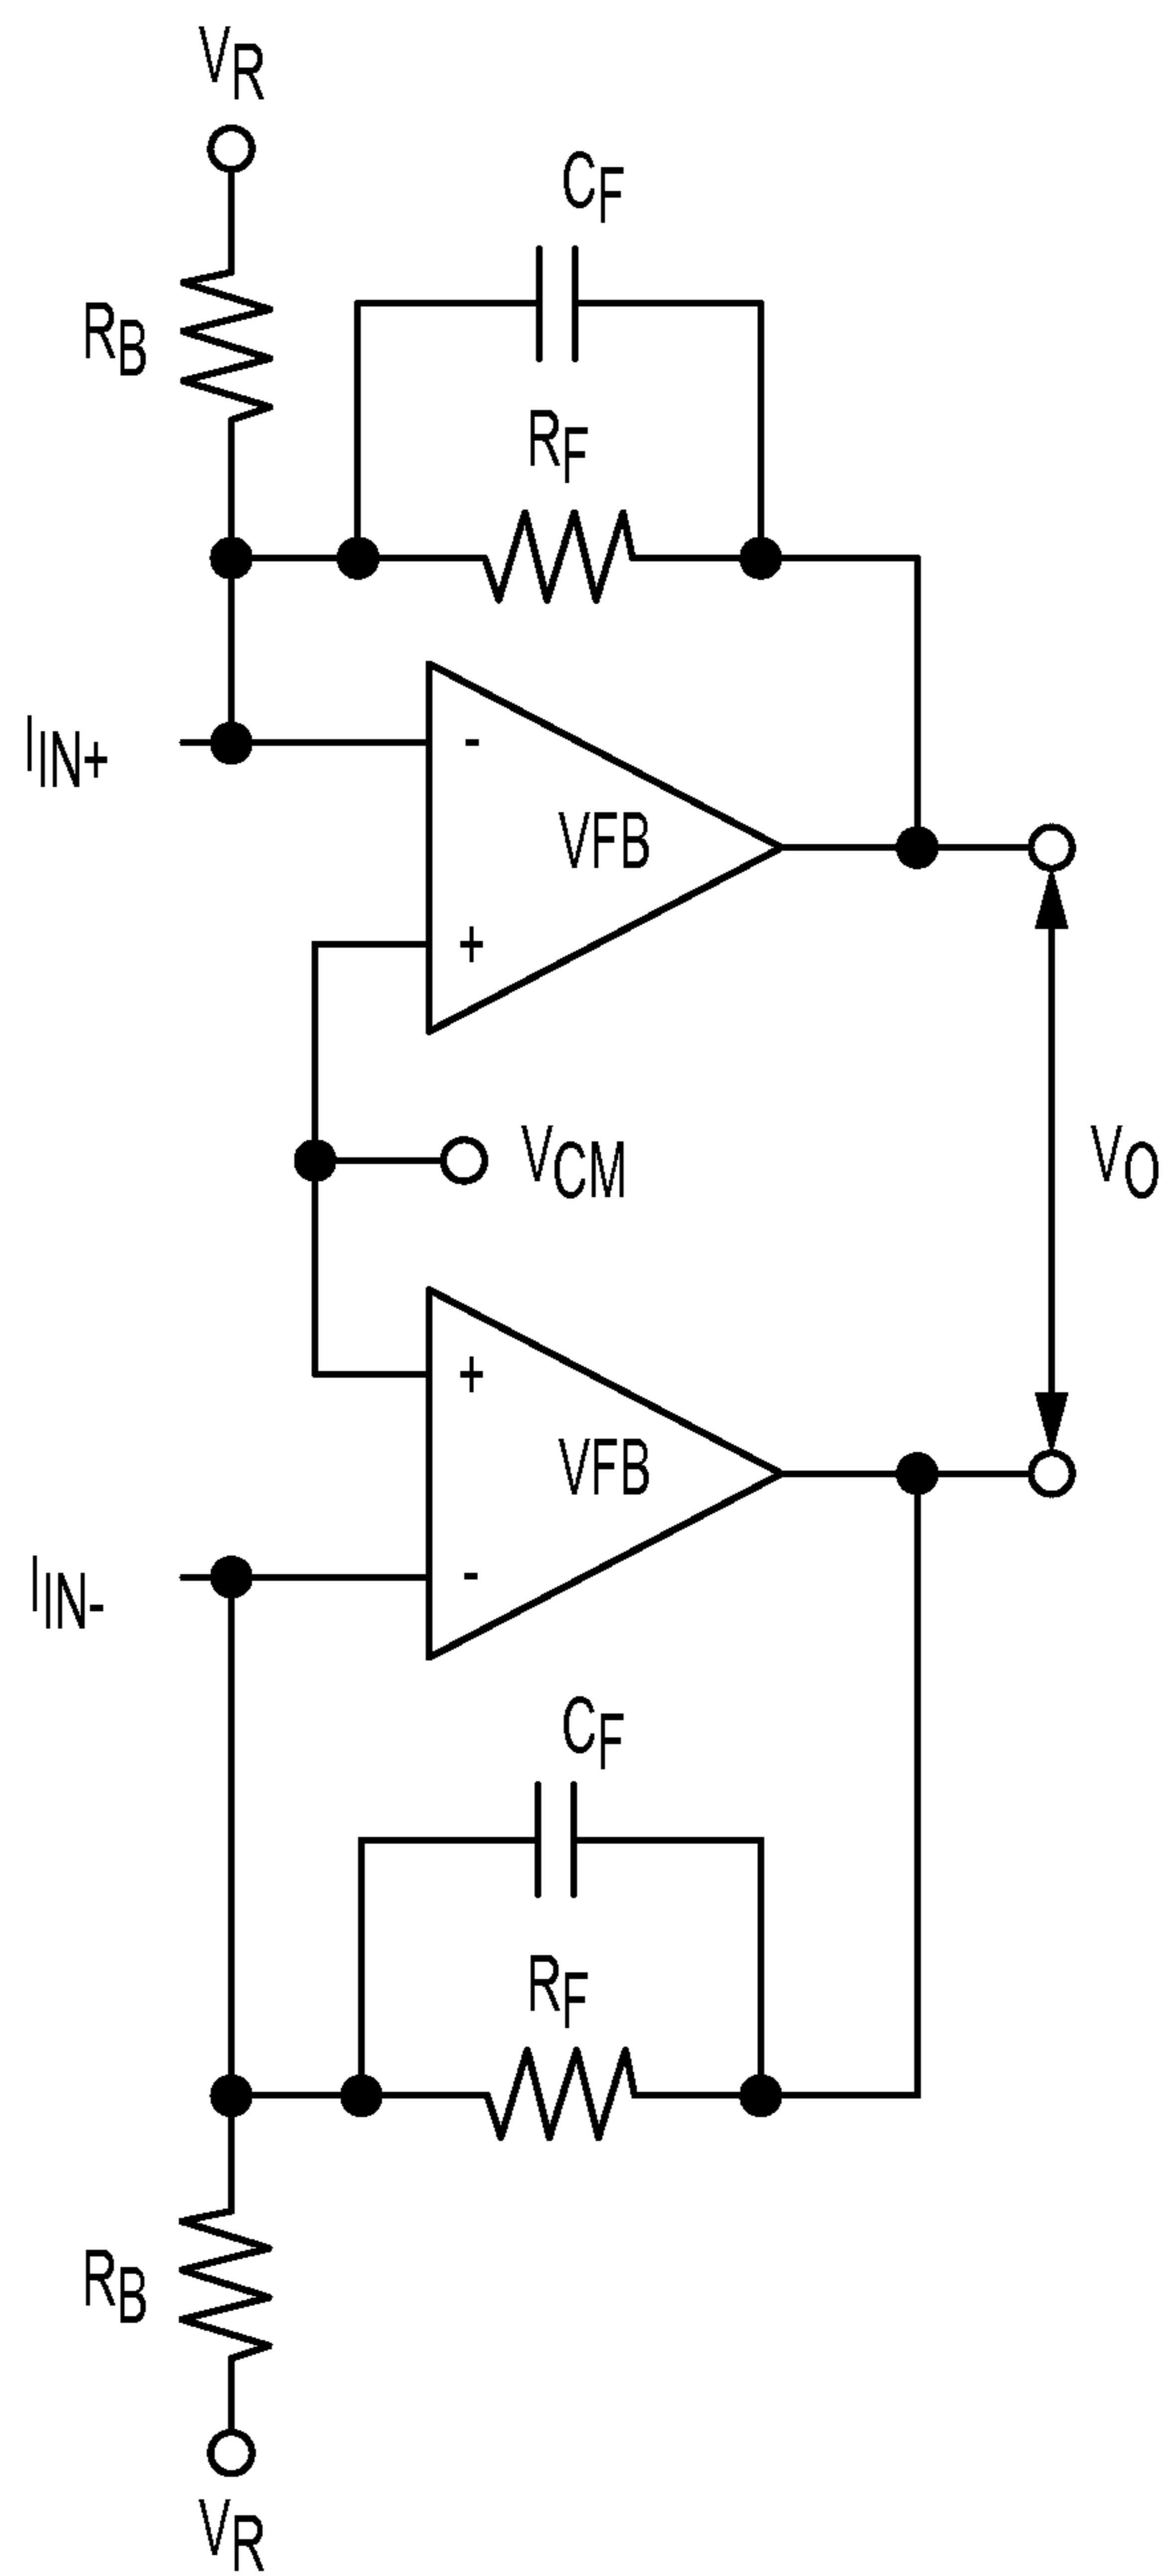 VR
CF
RB
RF
IIN+
-
VFB
+
VCM
VO
+
VFB
-
IIN-
CF
RF
RB
VR